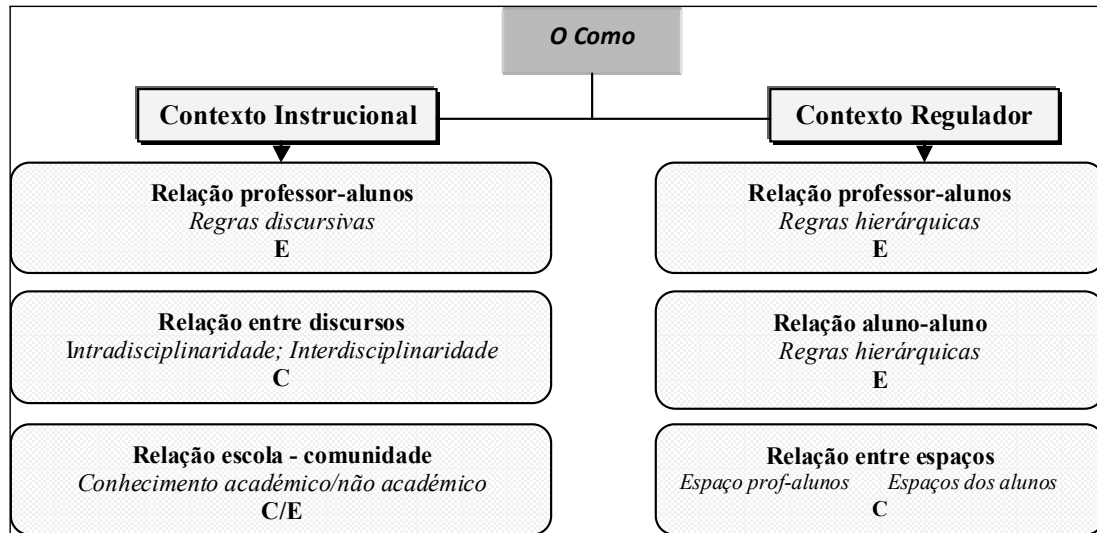 O Como
Contexto Instrucional
Contexto Regulador
Relação professor-alunos
Regras discursivas
E
Relação entre discursos
Intradisciplinaridade; Interdisciplinaridade
C
Relação escola - comunidade
Conhecimento académico/não académico
C/E
Relação professor-alunos
Regras hierárquicas
E
Relação aluno-aluno
Regras hierárquicas
E
Relação entre espaços
Espaço prof-alunos Espaços dos alunos
C